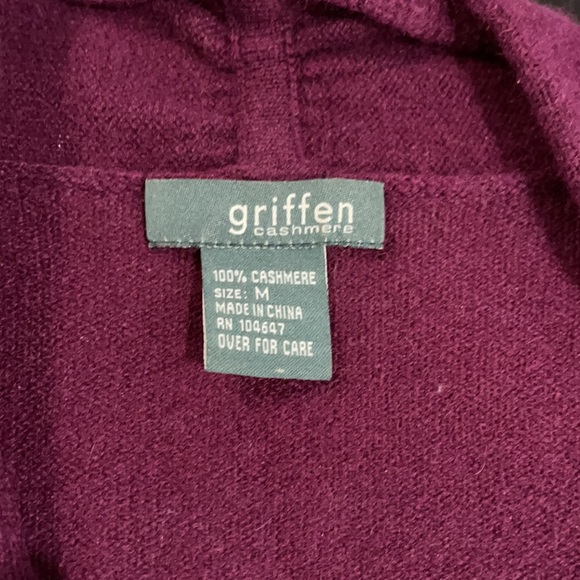 griffen
cashmere
100% CASHMERE
SIZE: M
MADE IN CHINA
RN 104647
OVER FOR CARE